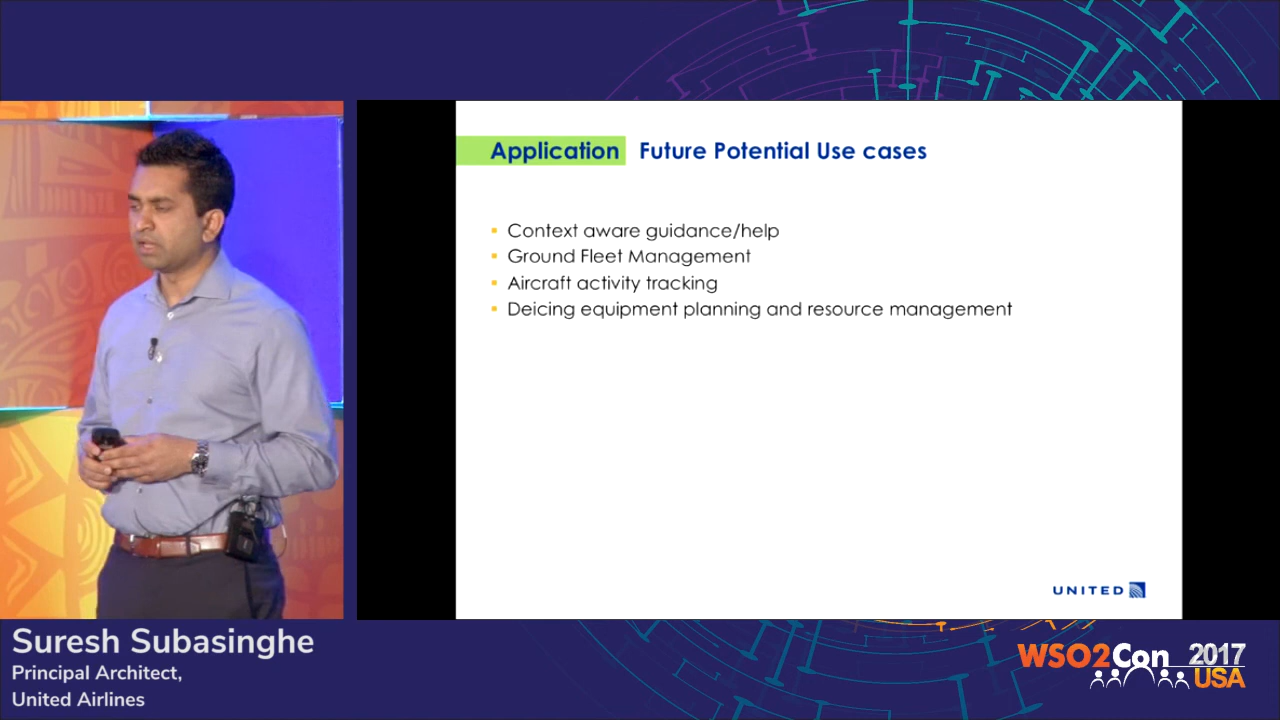 Application Future Potential Use cases
Context aware guidance/help
Ground Fleet Management
Aircraft activity tracking
Deicing equipment planning and resource management
UNITED
Suresh Subasinghe
Principal Architect,
United Airlines
WSO2Con 2017
USA